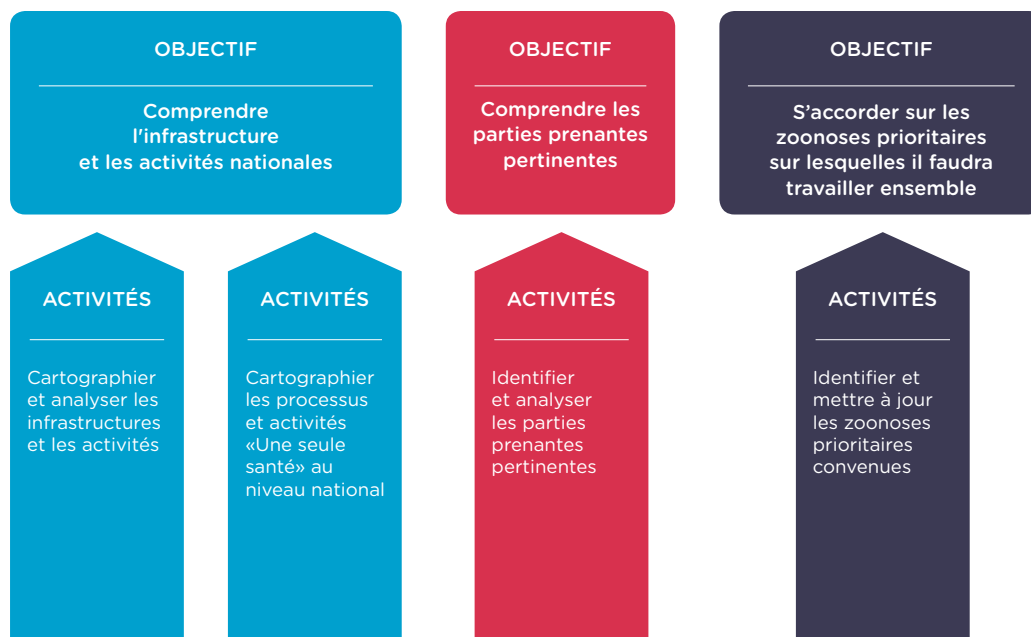 OBJECTIF
Comprendre
l'infrastructure
et les activités nationales
OBJECTIF
Comprendre les
parties prenantes
pertinentes
OBJECTIF
S’accorder sur les
zoonoses prioritaires
sur lesquelles il faudra
travailler ensemble
ACTIVITÉS
Cartographier
et analyser les
infrastructures
et les activités
ACTIVITÉS
Cartographier
les processus
et activités
«Une seule
santé» au
niveau national
ACTIVITÉS
Identifier
et analyser
les parties
prenantes
pertinentes
ACTIVITÉS
Identifier et
mettre à jour
les zoonoses
prioritaires
convenues